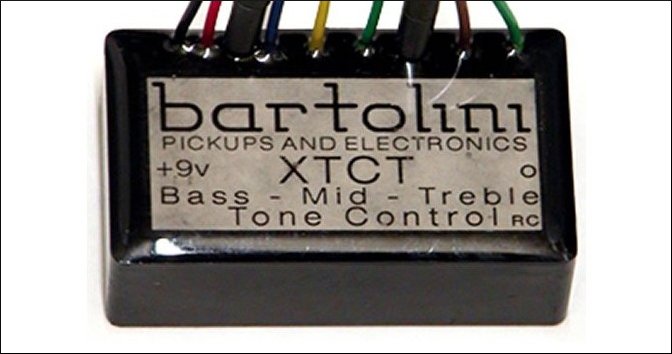 bartolini
PICKUPS AND ELECTRONICS
+9v XTCT o
Bass - Mid - Treble
Tone Control RC